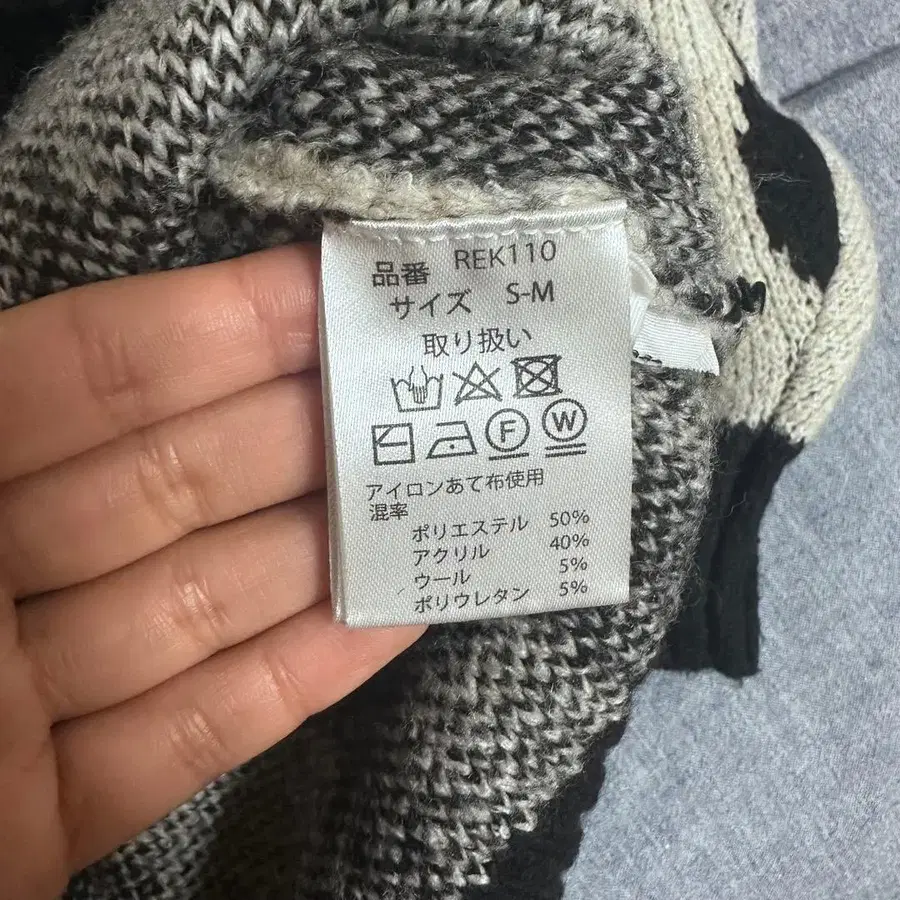 品番 REK110
サイズ S-M
取り扱い
F W
アイロンあて布使用
混率
ポリエステル 50%
アクリル 40%
ウール 5%
ポリウレタン 5%